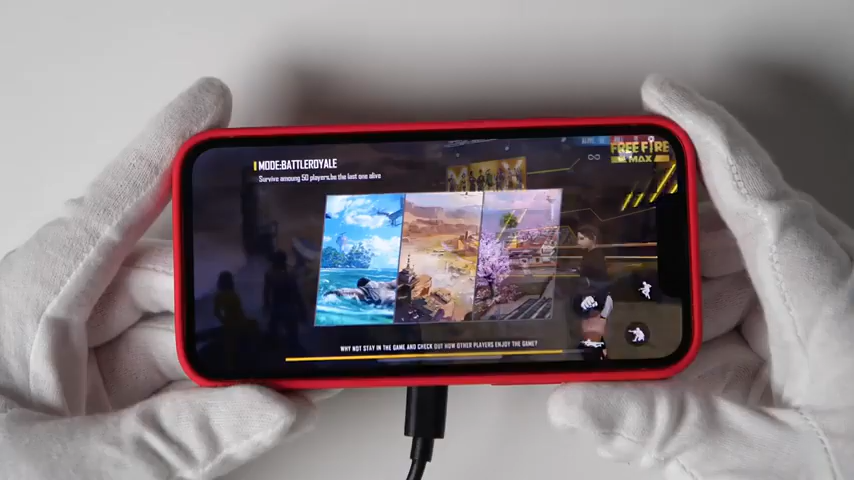 MODE:BATTLEROYALE
Survive amoung 50 players,be the last one alive
FREE FIRE
MAX
WHY NOT STAY IN THE GAME AND CHECK OUT HOW OTHER PLAYERS ENJOY THE GAME?